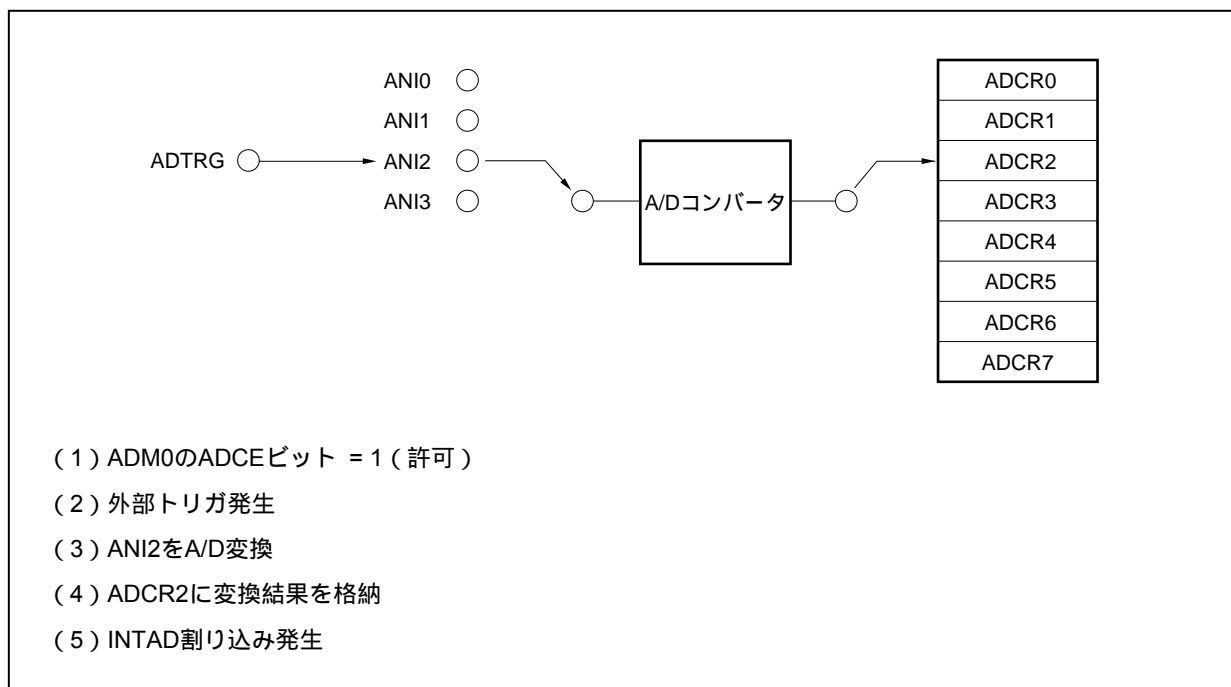 ANI0
ANI1
ADTRG ANI2
ANI3
A/Dコンバータ
ADCR0
ADCR1
ADCR2
ADCR3
ADCR4
ADCR5
ADCR6
ADCR7
(1)ADM0のADCEビット = 1(許可)
(2)外部トリガ発生
(3)ANI2をA/D変換
(4)ADCR2に変換結果を格納
(5)INTAD割り込み発生